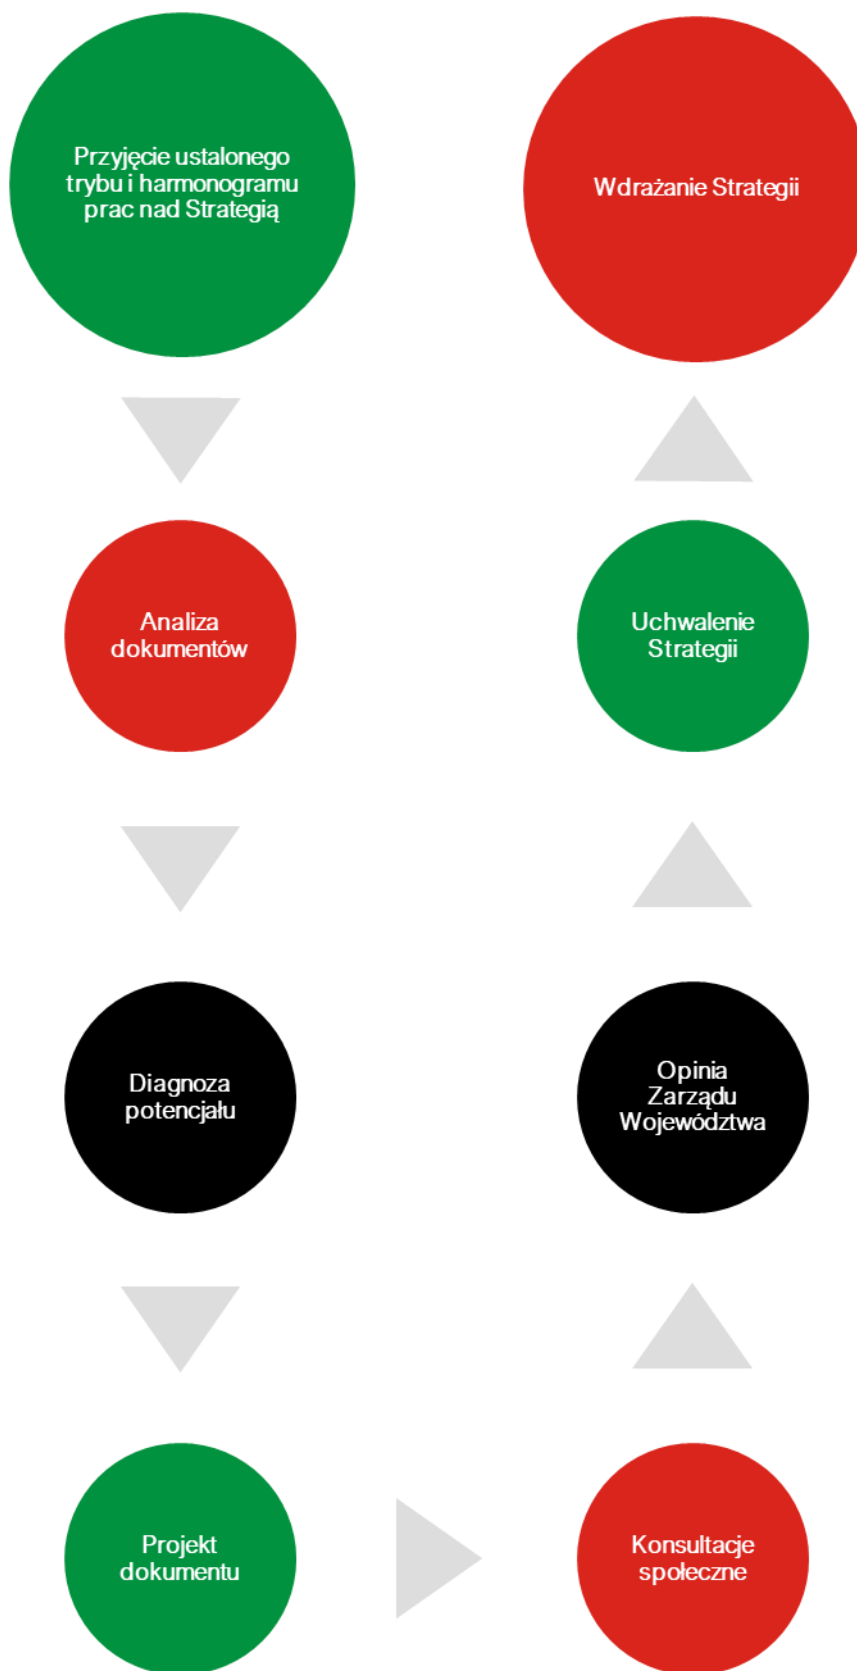 Przyjęcie ustalonego
trybu i harmonogramu
prac nad Strategią
Analiza
dokumentów
Diagnoza
potencjału
Projekt
dokumentu
Konsultacje
społeczne
Opinia
Zarządu
Województwa
Uchwalenie
Strategii
Wdrażanie Strategii